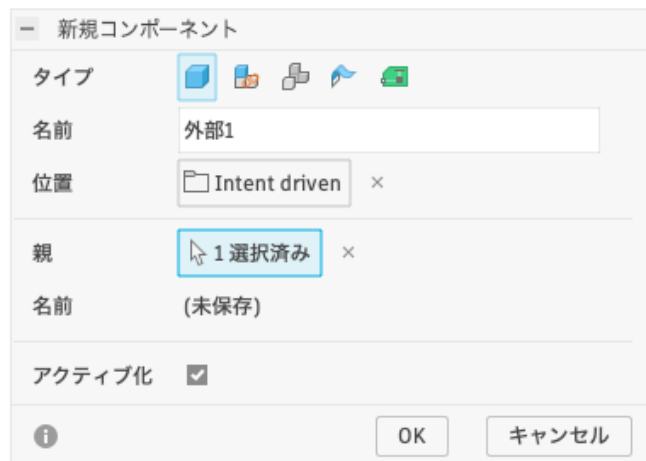 新規コンポーネント
タイプ
名前 外部1
位置 Intent driven ×
親 1 選択済み ×
名前 (未保存)
アクティブ化
OK キャンセル